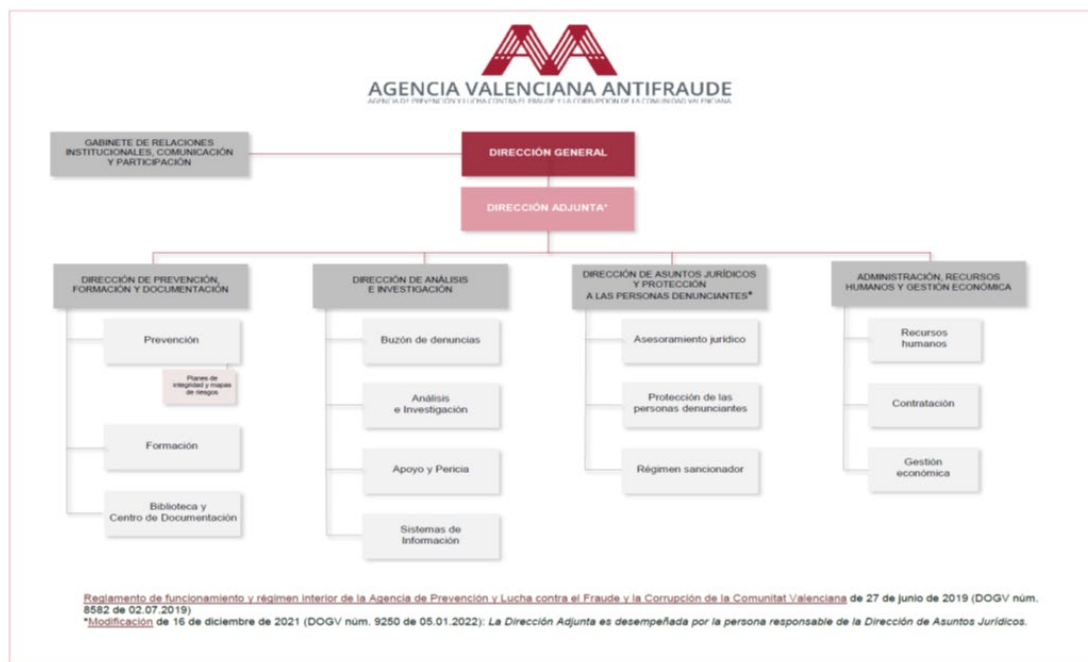 AGENCIA VALENCIANA ANTIFRAUDE
AGENCIA DE PREVENCIÓN Y LUCHA CONTRA EL FRAUDE Y LA CORRUPCIÓN DE LA COMUNIDAD VALENCIANA
GABINETE DE RELACIONES
INSTITUCIONALES, COMUNICACIÓN
Y PARTICIPACIÓN
DIRECCIÓN GENERAL
DIRECCIÓN ADJUNTA*
DIRECCIÓN DE PREVENCIÓN,
FORMACIÓN Y DOCUMENTACIÓN
Prevención
Planes de
integridad y mapas
de riesgos
Formación
Biblioteca y
Centro de Documentación
DIRECCIÓN DE ANÁLISIS
E INVESTIGACIÓN
Buzón de denuncias
Análisis
e Investigación
Apoyo y Pericia
Sistemas de
Información
DIRECCIÓN DE ASUNTOS JURÍDICOS
Y PROTECCIÓN
A LAS PERSONAS DENUNCIANTES*
Asesoramiento jurídico
Protección de las
personas denunciantes
Régimen sancionador
ADMINISTRACIÓN, RECURSOS
HUMANOS Y GESTIÓN ECONÓMICA
Recursos
humanos
Contratación
Gestión
económica
Reglamento de funcionamiento y régimen interior de la Agencia de Prevención y Lucha contra el Fraude y la Corrupción de la Comunitat Valenciana de 27 de junio de 2019 (DOGV núm.
8582 de 02.07.2019)
*Modificación de 16 de diciembre de 2021 (DOGV núm. 9250 de 05.01.2022): La Dirección Adjunta es desempeñada por la persona responsable de la Dirección de Asuntos Jurídicos.